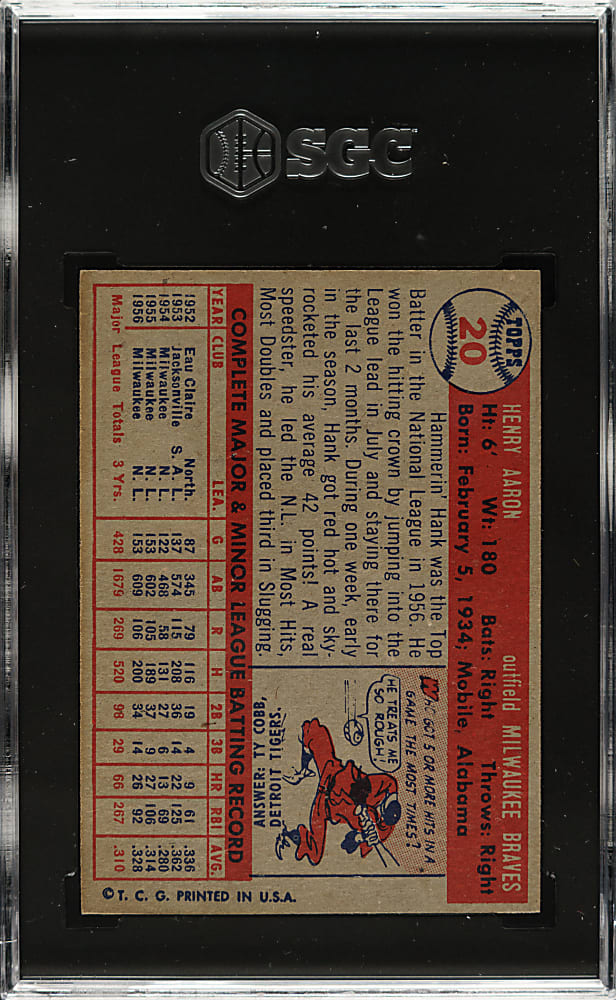 SGC
TOPPS
20
HENRY AARON
outfield MILWAUKEE BRAVES
Ht: 6' Wt: 180 Bats: Right Throws: Right
Born: February 5, 1934; Mobile, Alabama
Hammerin' Hank was the Top
Batter in the National League in 1956. He
won the hitting crown by jumping into the
League lead in July and staying there for
the last 2 months. During one week, early
in the season, Hank got red hot and sky-
rocketed his average 42 points! A real
speedster, he led the N.L. in Most Hits,
Most Doubles and placed third in Slugging.
WHO GOT 5 OR MORE HITS IN A
GAME THE MOST TIMES?
HE TREATS ME
SO ROUGH!
ANSWER: TY COBB,
DETROIT TIGERS.
COMPLETE MAJOR & MINOR LEAGUE BATTING RECORD
YEAR CLUB LEA. G AB R H 2B 3B HR RBI AVG.
1952 Eau Claire North. 87 345 79 116 19 4 9 61 .336
1953 Jacksonville S. A. L. 137 574 115 208 36 14 22 125 .362
1954 Milwaukee N. L. 122 468 58 131 27 6 13 69 .280
1955 Milwaukee N. L. 153 602 105 189 37 9 27 106 .314
1956 Milwaukee N. L. 153 609 106 200 34 14 26 92 .328
Major League Totals 3 Yrs. 428 1679 269 520 98 29 66 267 .310
© T. C. G. PRINTED IN U.S.A.